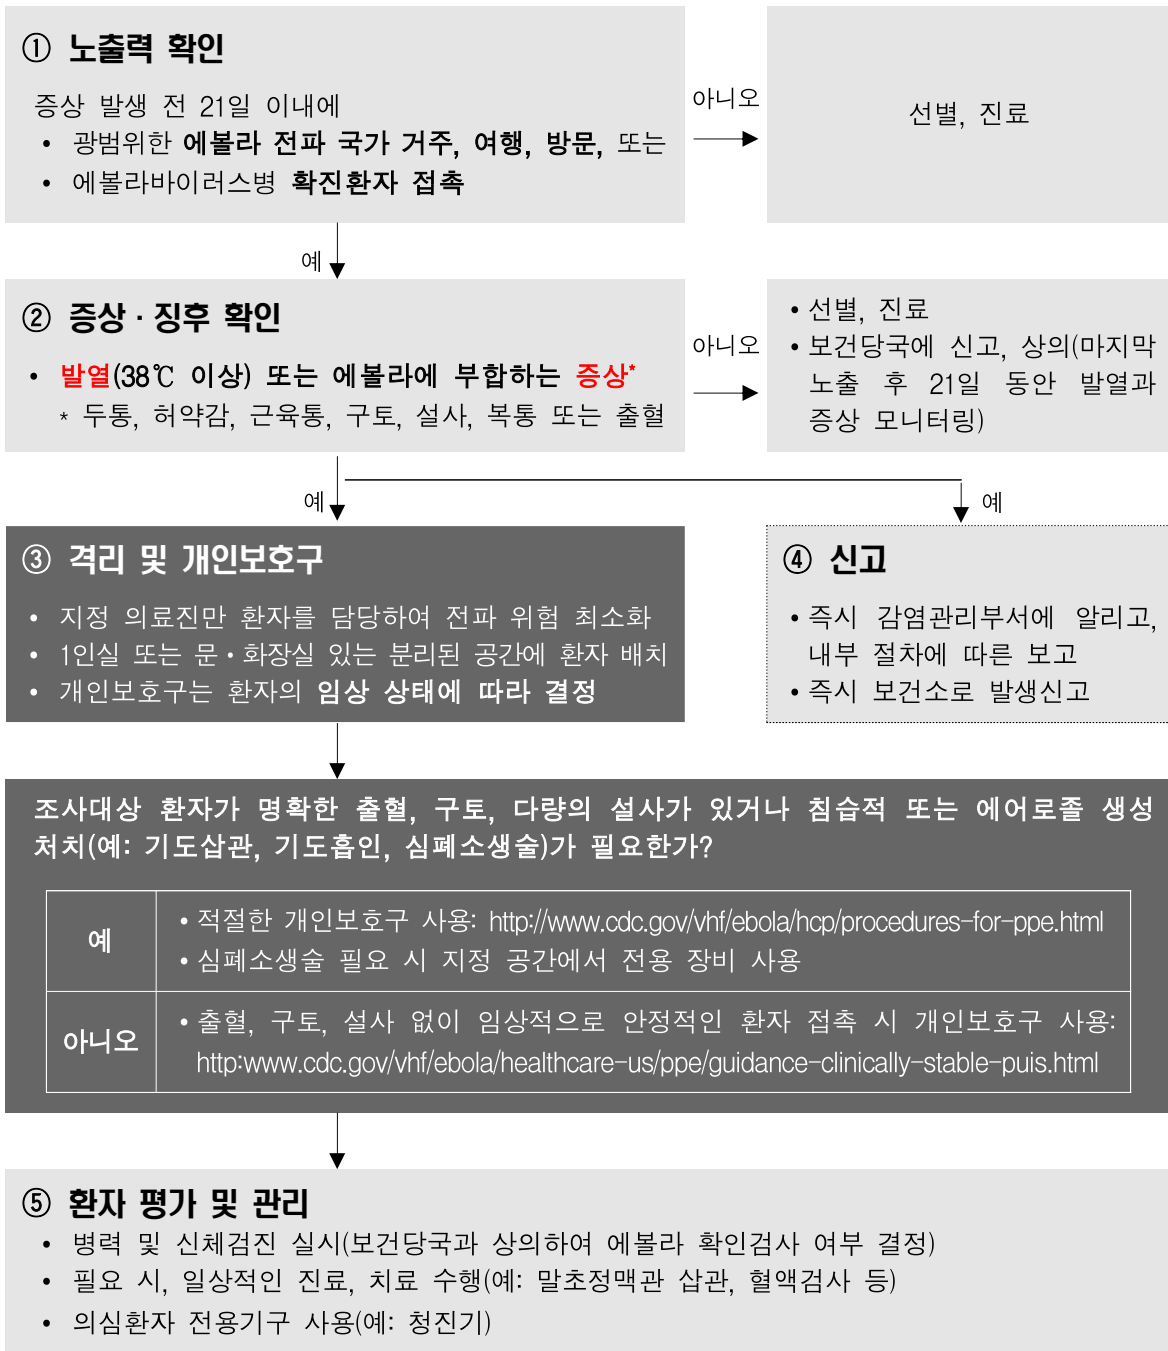 ① 노출력 확인
증상 발생 전 21일 이내에
• 광범위한 에볼라 전파 국가 거주, 여행, 방문, 또는
• 에볼라바이러스병 확진환자 접촉
아니오
선별, 진료
예
② 증상 · 징후 확인
• 발열(38℃ 이상) 또는 에볼라에 부합하는 증상*
* 두통, 허약감, 근육통, 구토, 설사, 복통 또는 출혈
아니오
• 선별, 진료
• 보건당국에 신고, 상의(마지막
노출 후 21일 동안 발열과
증상 모니터링)
예
예
③ 격리 및 개인보호구
• 지정 의료진만 환자를 담당하여 전파 위험 최소화
• 1인실 또는 문・화장실 있는 분리된 공간에 환자 배치
• 개인보호구는 환자의 임상 상태에 따라 결정
④ 신고
• 즉시 감염관리부서에 알리고,
내부 절차에 따른 보고
• 즉시 보건소로 발생신고
조사대상 환자가 명확한 출혈, 구토, 다량의 설사가 있거나 침습적 또는 에어로졸 생성
처치(예: 기도삽관, 기도흡인, 심폐소생술)가 필요한가?
예
• 적절한 개인보호구 사용: http://www.cdc.gov/vhf/ebola/hcp/procedures-for-ppe.html
• 심폐소생술 필요 시 지정 공간에서 전용 장비 사용
아니오
• 출혈, 구토, 설사 없이 임상적으로 안정적인 환자 접촉 시 개인보호구 사용:
http:www.cdc.gov/vhf/ebola/healthcare-us/ppe/guidance-clinically-stable-puis.html
⑤ 환자 평가 및 관리
• 병력 및 신체검진 실시(보건당국과 상의하여 에볼라 확인검사 여부 결정)
• 필요 시, 일상적인 진료, 치료 수행(예: 말초정맥관 삽관, 혈액검사 등)
• 의심환자 전용기구 사용(예: 청진기)